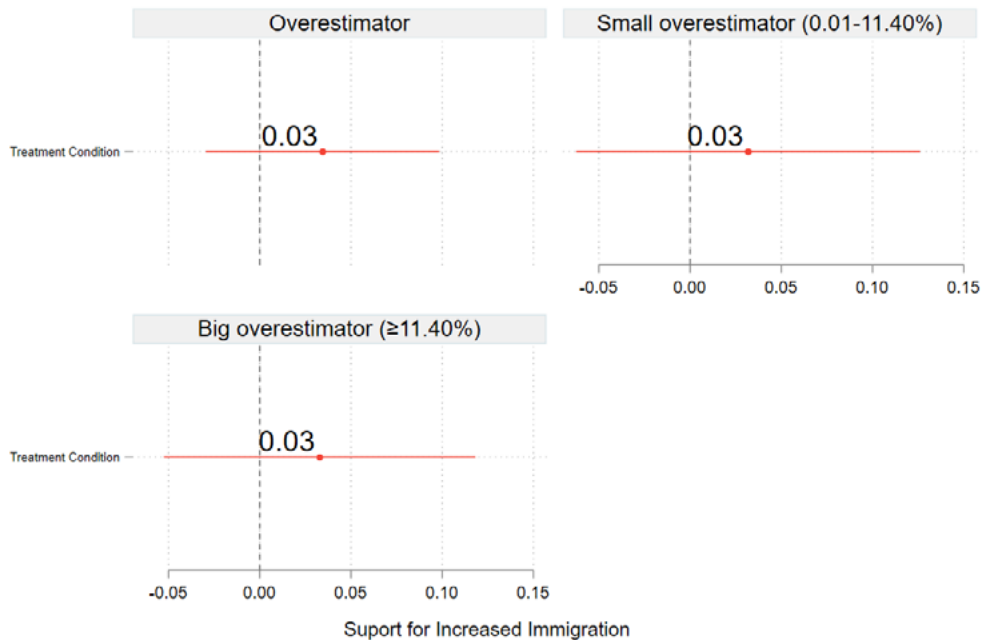 Overestimator
Small overestimator (0.01-11.40%)
Treatment Condition
0.03
0.03
-0.05 0.00 0.05 0.10 0.15
Big overestimator (≥11.40%)
Treatment Condition
0.03
-0.05 0.00 0.05 0.10 0.15
Suport for Increased Immigration